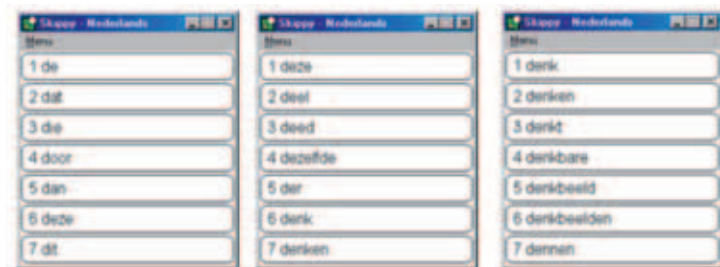 Skippy - Nederlands
Menu
1 de
2 dat
3 die
4 door
5 dan
6 deze
7 dit
Skippy - Nederlands
Menu
1 deze
2 deel
3 deed
4 dezelfde
5 der
6 denk
7 denken
Skippy - Nederlands
Menu
1 denk
2 denken
3 denkt
4 denkbare
5 denkbeeld
6 denkbeelden
7 dennen